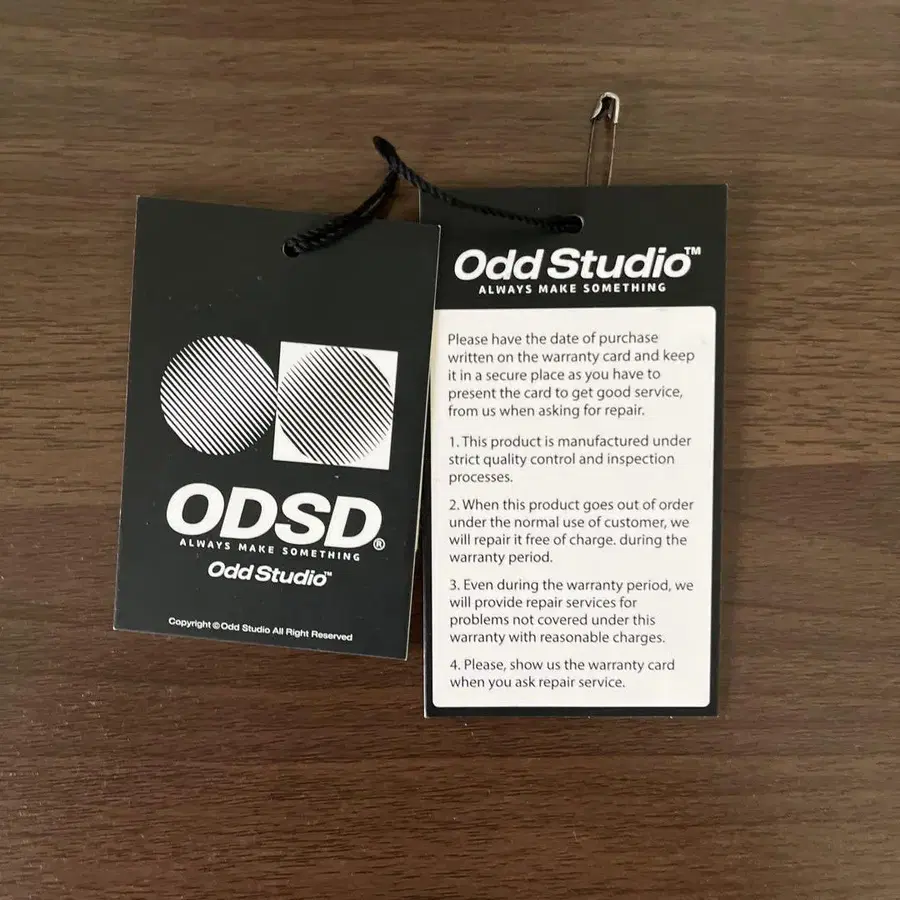 ODSD®
ALWAYS MAKE SOMETHING
Odd Studio™
Copyright © Odd Studio All Right Reserved
Odd Studio™
ALWAYS MAKE SOMETHING
Please have the date of purchase
written on the warranty card and keep
it in a secure place as you have to
present the card to get good service,
from us when asking for repair.
1. This product is manufactured under
strict quality control and inspection
processes.
2. When this product goes out of order
under the normal use of customer, we
will repair it free of charge. during the
warranty period.
3. Even during the warranty period, we
will provide repair services for
problems not covered under this
warranty with reasonable charges.
4. Please, show us the warranty card
when you ask repair service.